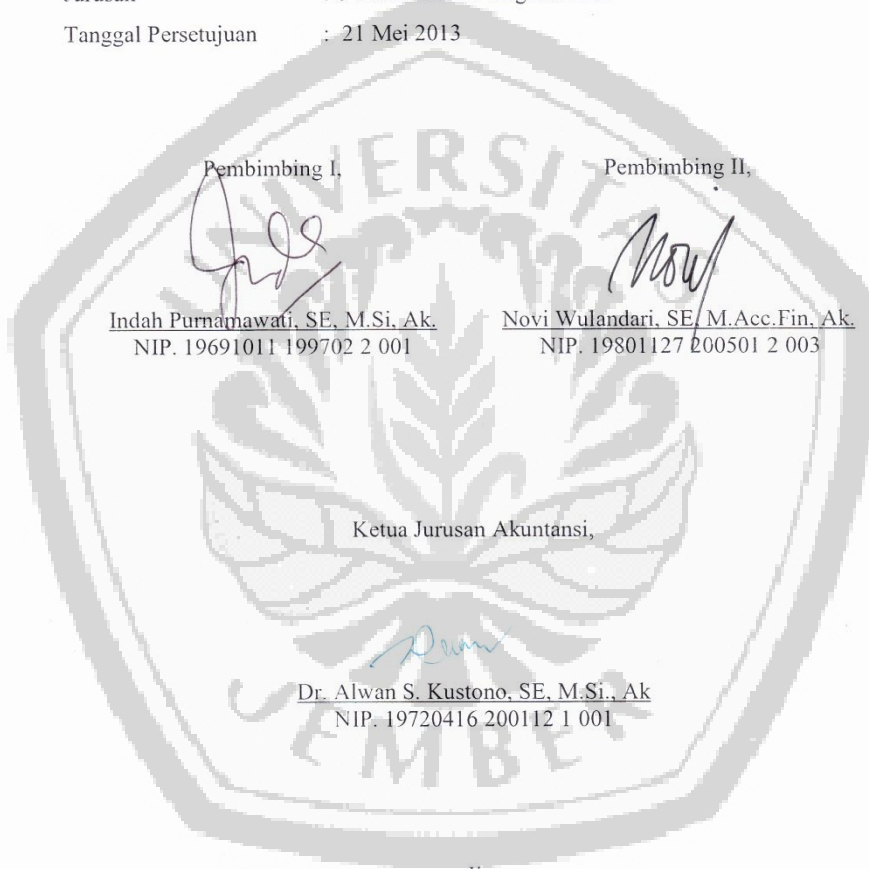 Tanggal Persetujuan : 21 Mei 2013
Pembimbing I, Pembimbing II,
Indah Purnamawati, SE, M.Si, Ak. Novi Wulandari, SE, M.Acc.Fin, Ak.
NIP. 19691011 199702 2 001 NIP. 19801127 200501 2 003
Ketua Jurusan Akuntansi,
Dr. Alwan S. Kustono, SE, M.Si., Ak
NIP. 19720416 200112 1 001
UNIVERSITA
JEMBER